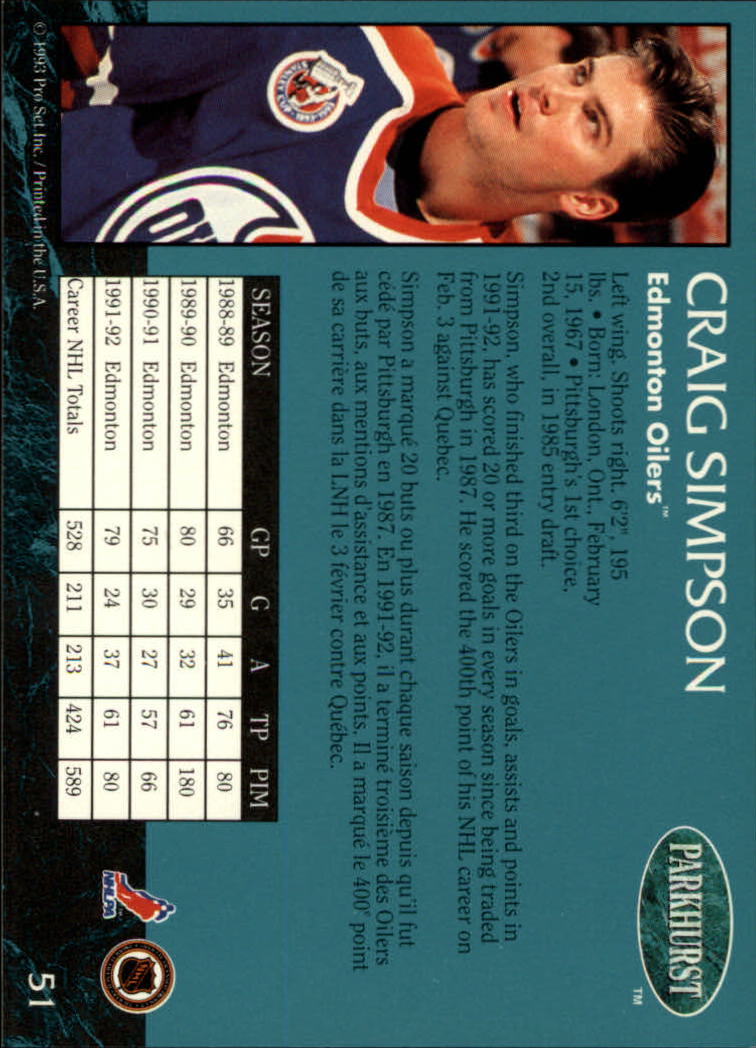 CRAIG SIMPSON
Edmonton Oilers™
PARKHURST
TM
Left wing. Shoots right. 6'2", 195
lbs. • Born: London, Ont., February
15, 1967 • Pittsburgh's 1st choice,
2nd overall, in 1985 entry draft.
Simpson, who finished third on the Oilers in goals, assists and points in
1991-92, has scored 20 or more goals in every season since being traded
from Pittsburgh in 1987. He scored the 400th point of his NHL career on
Feb. 3 against Quebec.
Simpson a marqué 20 buts ou plus durant chaque saison depuis qu'il fut
cédé par Pittsburgh en 1987. En 1991-92, il a terminé troisième des Oilers
aux buts, aux mentions d'assistance et aux points. Il a marqué le 400e point
de sa carrière dans la LNH le 3 février contre Québec.
SEASON GP G A TP PIM
1988-89 Edmonton 66 35 41 76 80
1989-90 Edmonton 80 29 32 61 180
1990-91 Edmonton 75 30 27 57 66
1991-92 Edmonton 79 24 37 61 80
Career NHL Totals 528 211 213 424 589
STANLEY CUP 1893-1993
NHLPA
NHL
51
© 1993 Pro Set, Inc. / Printed in the U.S.A.